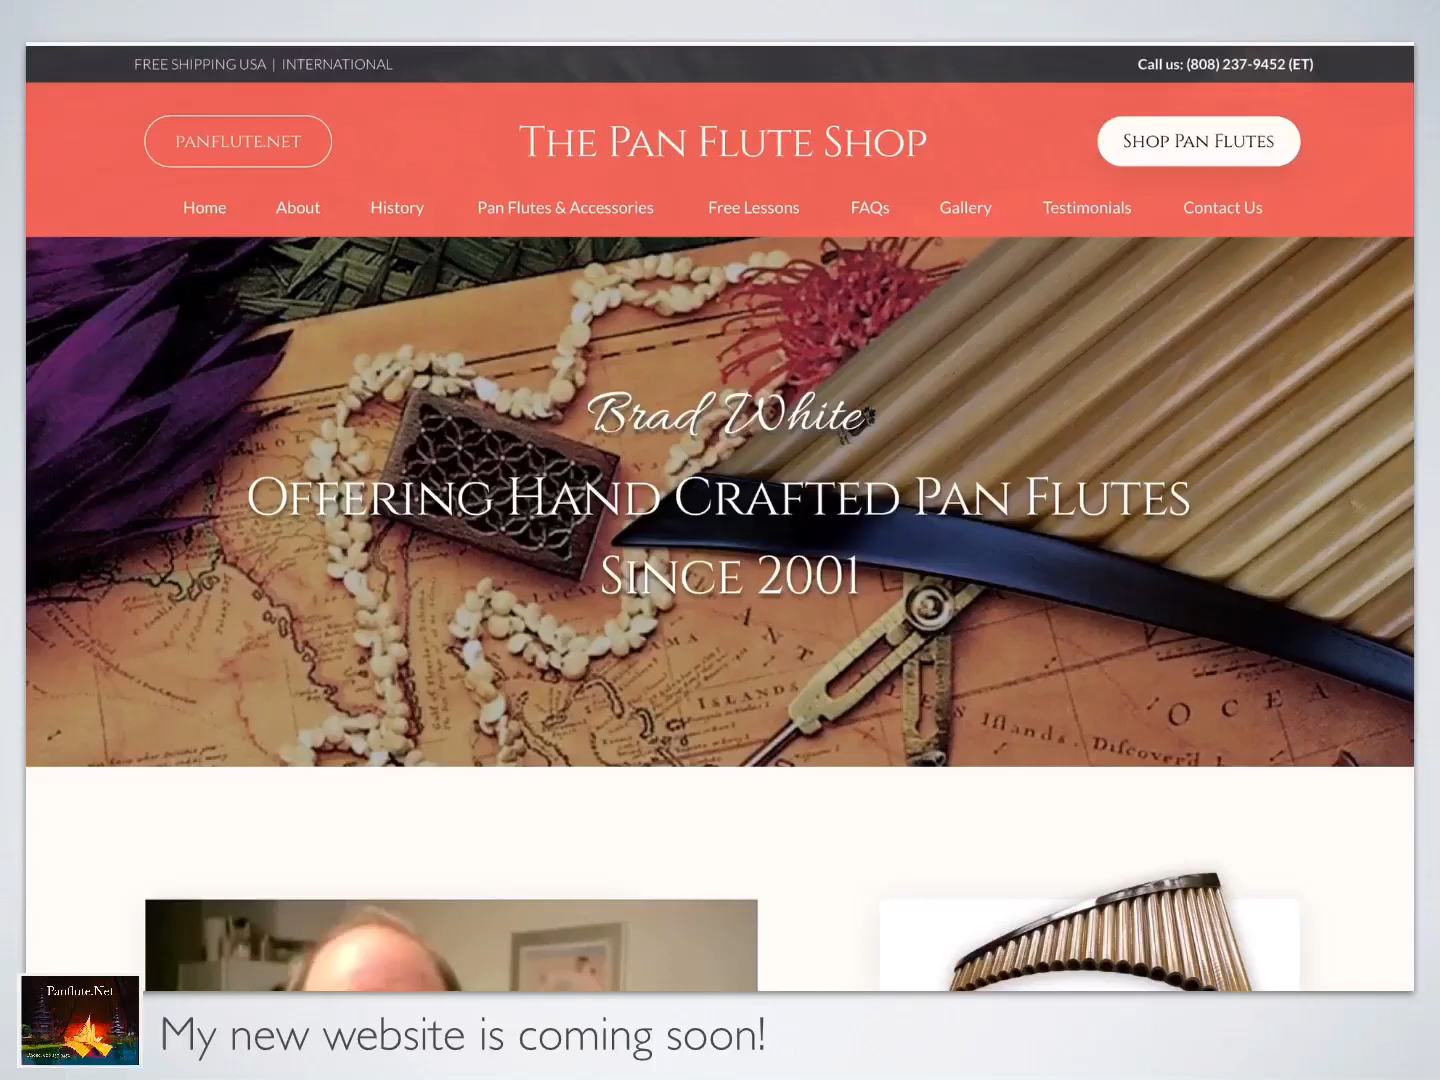 FREE SHIPPING USA | INTERNATIONAL
Call us: (808) 237-9452 (ET)
PANFLUTE.NET
THE PAN FLUTE SHOP
SHOP PAN FLUTES
Home
About
History
Pan Flutes & Accessories
Free Lessons
FAQs
Gallery
Testimonials
Contact Us
Brad White
OFFERING HAND CRAFTED PAN FLUTES
SINCE 2001
ISLANDS
Islands. Discover'd
OCEA
Panflute.Net
My new website is coming soon!